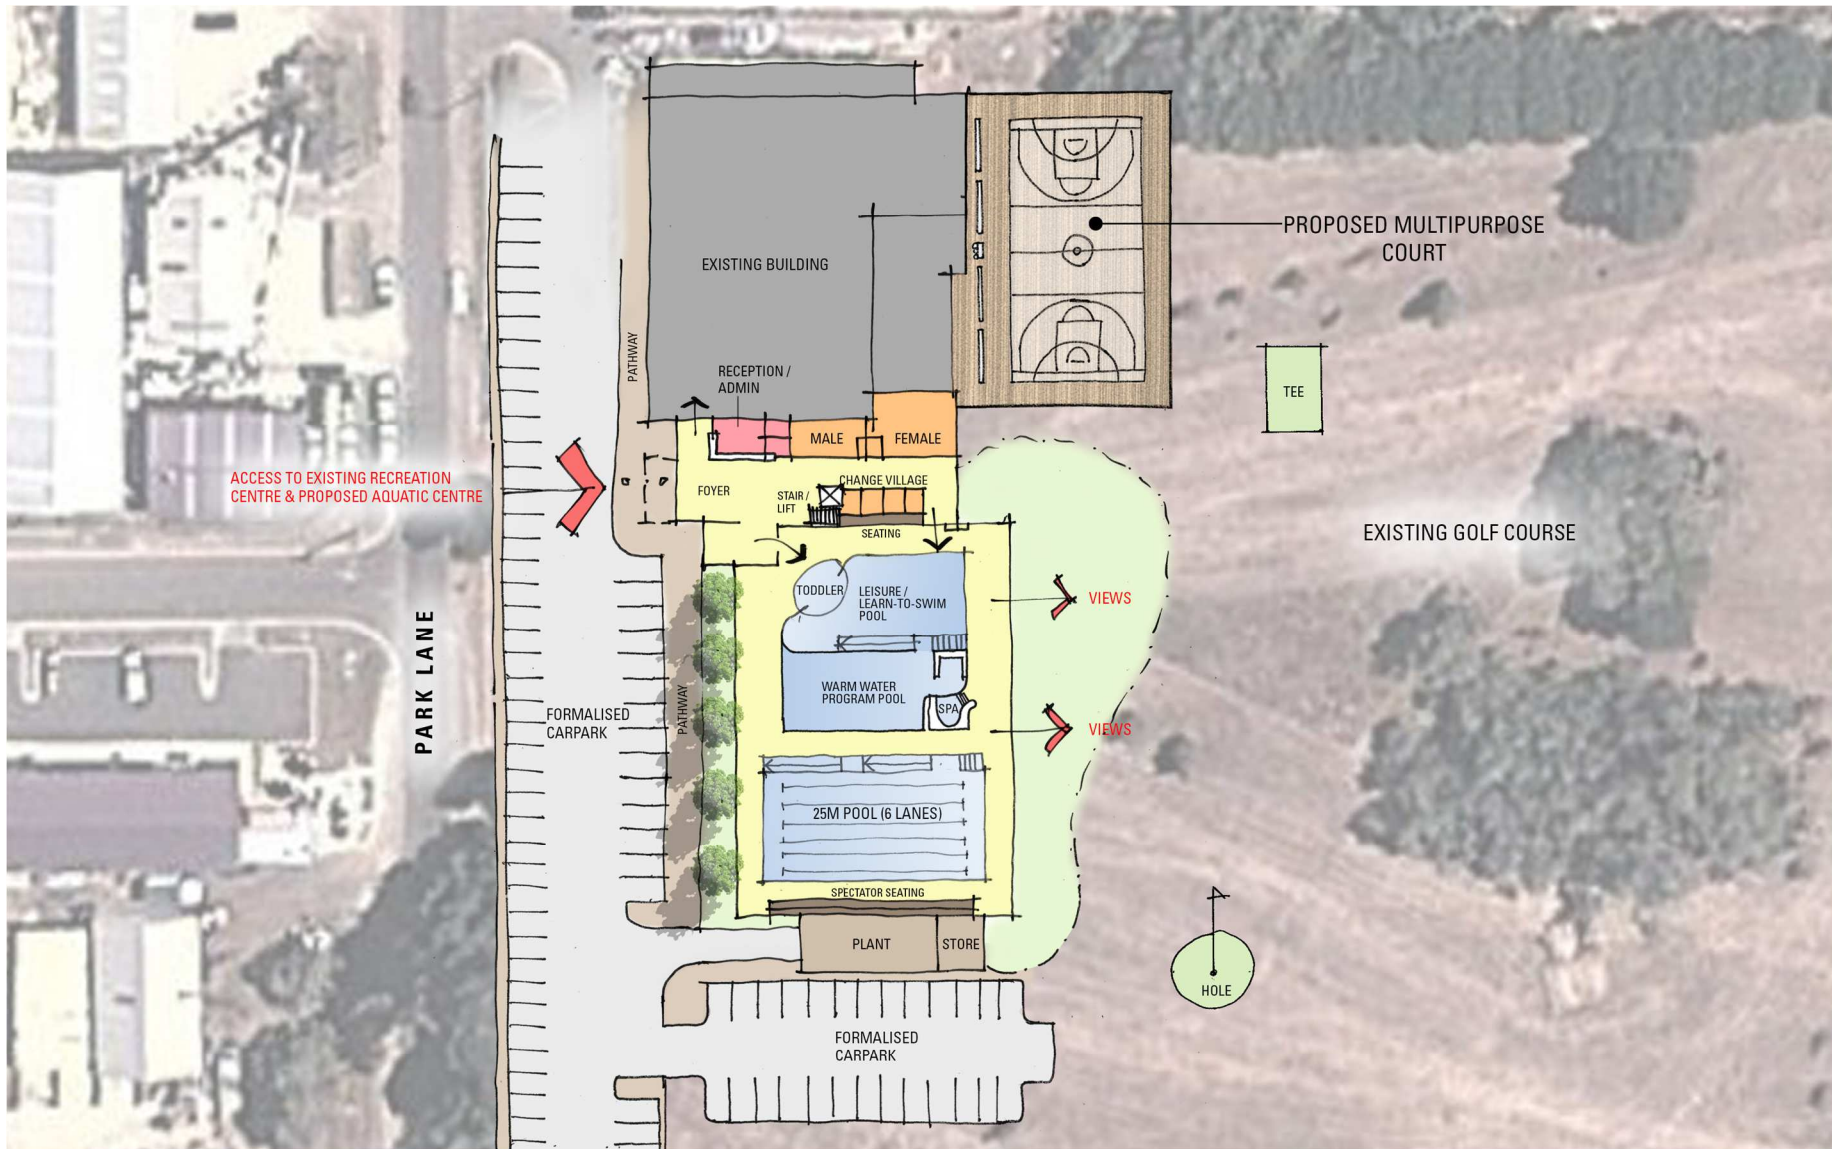 PROPOSED MULTIPURPOSE
COURT
EXISTING BUILDING
PATHWAY
RECEPTION /
ADMIN
TEE
MALE
FEMALE
ACCESS TO EXISTING RECREATION
CENTRE & PROPOSED AQUATIC CENTRE
FOYER
CHANGE VILLAGE
STAIR /
LIFT
SEATING
EXISTING GOLF COURSE
TODDLER
LEISURE /
LEARN-TO-SWIM
POOL
VIEWS
PARK LANE
WARM WATER
PROGRAM POOL
SPA
PATHWAY
FORMALISED
CARPARK
VIEWS
25M POOL (6 LANES)
SPECTATOR SEATING
PLANT
STORE
HOLE
FORMALISED
CARPARK